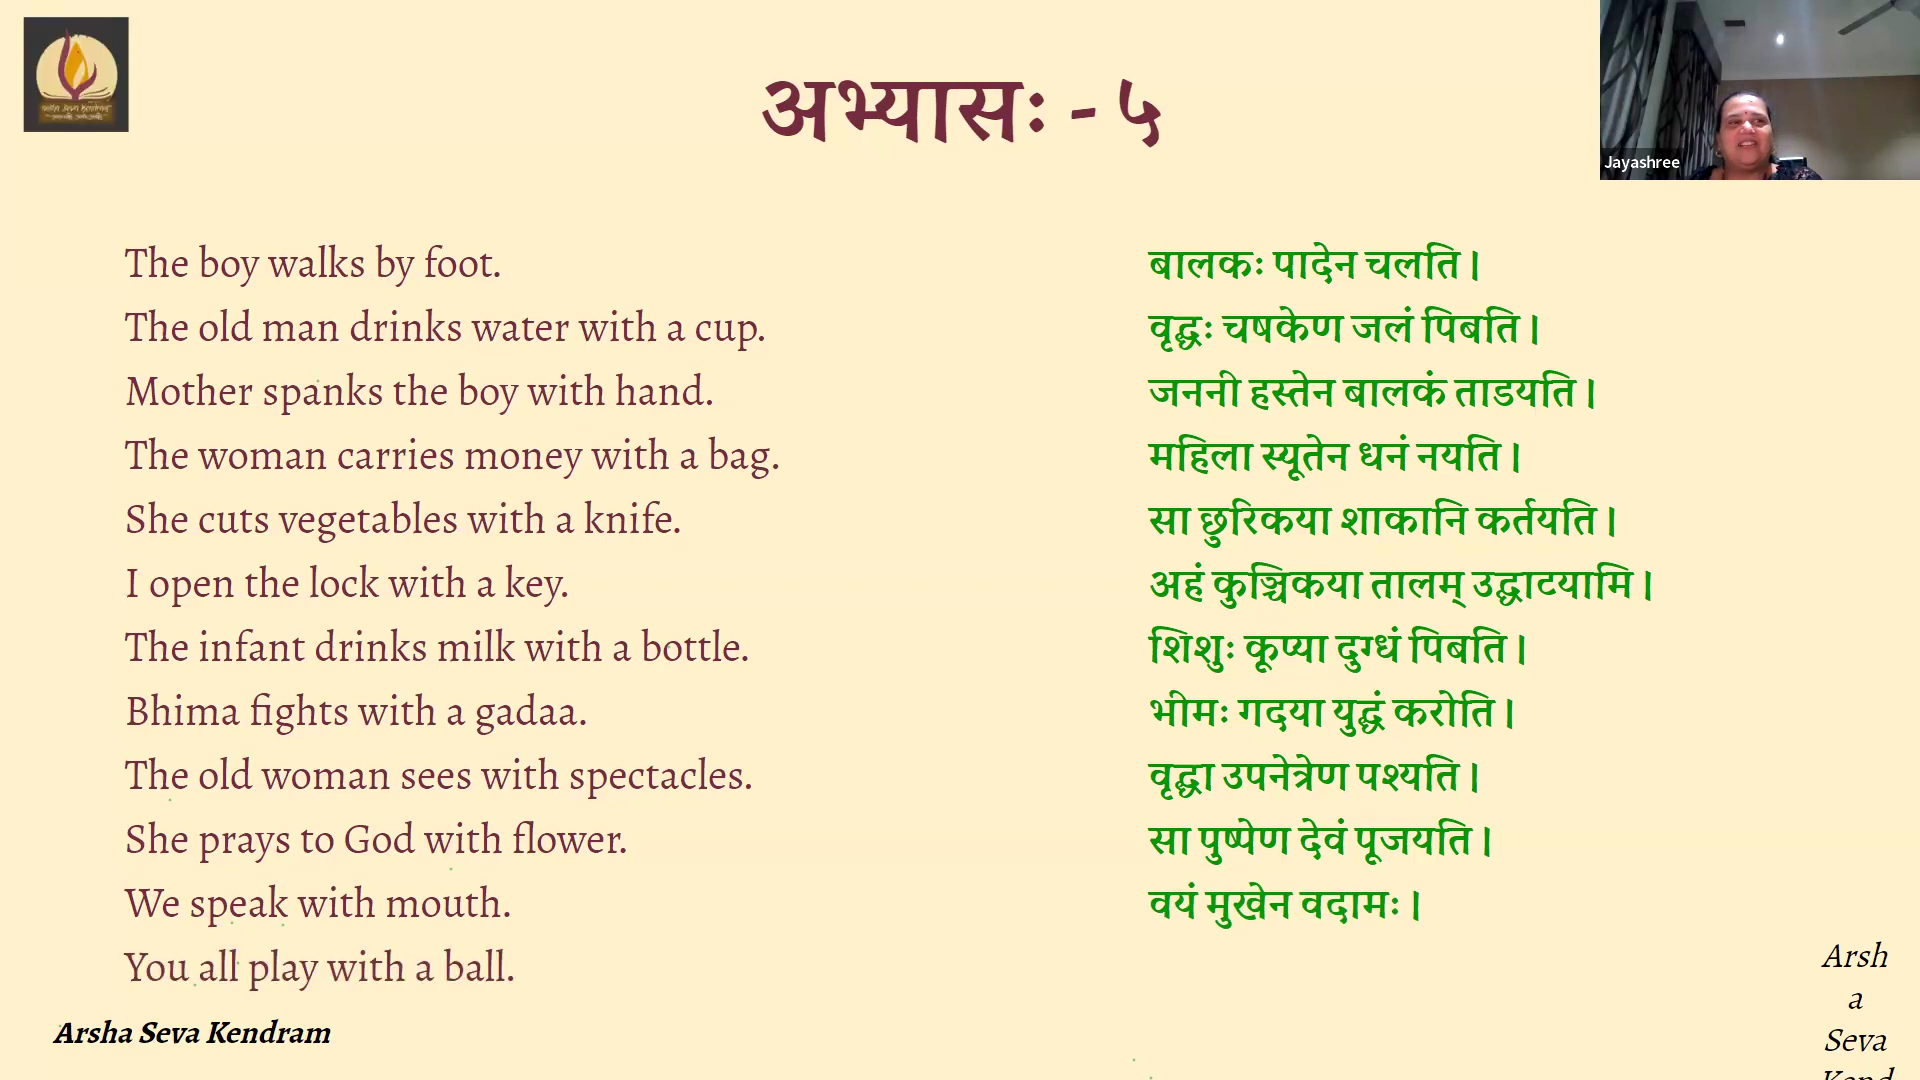 अभ्यासः - ५
Jayashree
The boy walks by foot.
The old man drinks water with a cup.
Mother spanks the boy with hand.
The woman carries money with a bag.
She cuts vegetables with a knife.
I open the lock with a key.
The infant drinks milk with a bottle.
Bhima fights with a gadaa.
The old woman sees with spectacles.
She prays to God with flower.
We speak with mouth.
You all play with a ball.
बालकः पादेन चलति।
वृद्धः चषकेण जलं पिबति।
जननी हस्तेन बालकं ताडयति।
महिला स्यूतेन धनं नयति।
सा छुरिकया शाकानि कर्तयति।
अहं कुञ्चिकया तालम् उद्घाटयामि।
शिशुः कूप्या दुग्धं पिबति।
भीमः गदया युद्धं करोति।
वृद्धा उपनेत्रेण पश्यति।
सा पुष्पेण देवं पूजयति।
वयं मुखेन वदामः।
Arsha Seva Kendram
Arsh
a
Seva
Kend